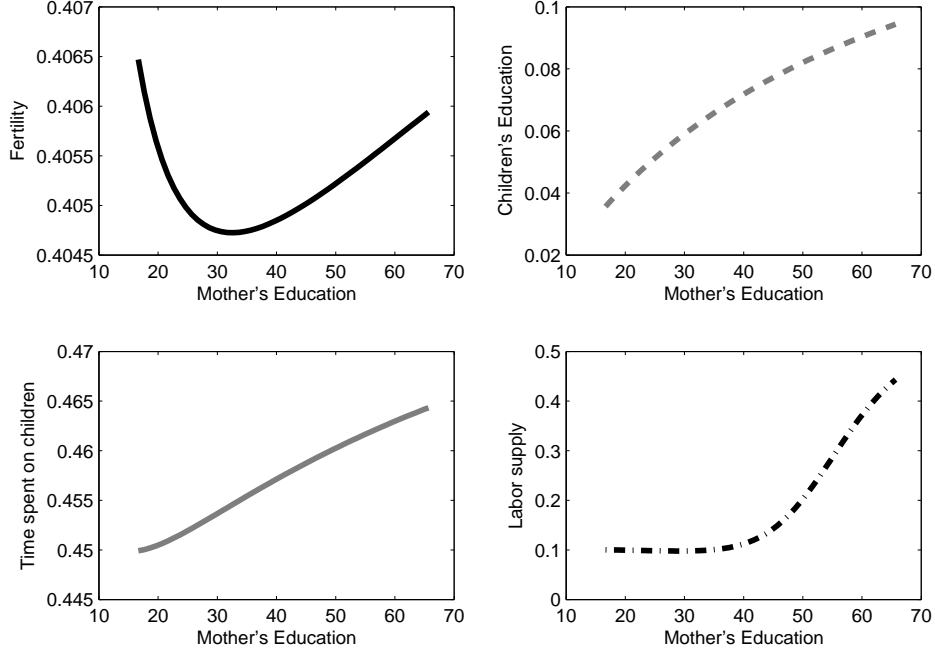 0.407
0.4065
0.406
0.4055
0.405
0.4045
Fertility
10 20 30 40 50 60 70
Mother's Education
0.1
0.08
0.06
0.04
0.02
Children's Education
10 20 30 40 50 60 70
Mother's Education
0.47
0.465
0.46
0.455
0.45
0.445
Time spent on children
10 20 30 40 50 60 70
Mother's Education
0.5
0.4
0.3
0.2
0.1
0
Labor supply
10 20 30 40 50 60 70
Mother's Education